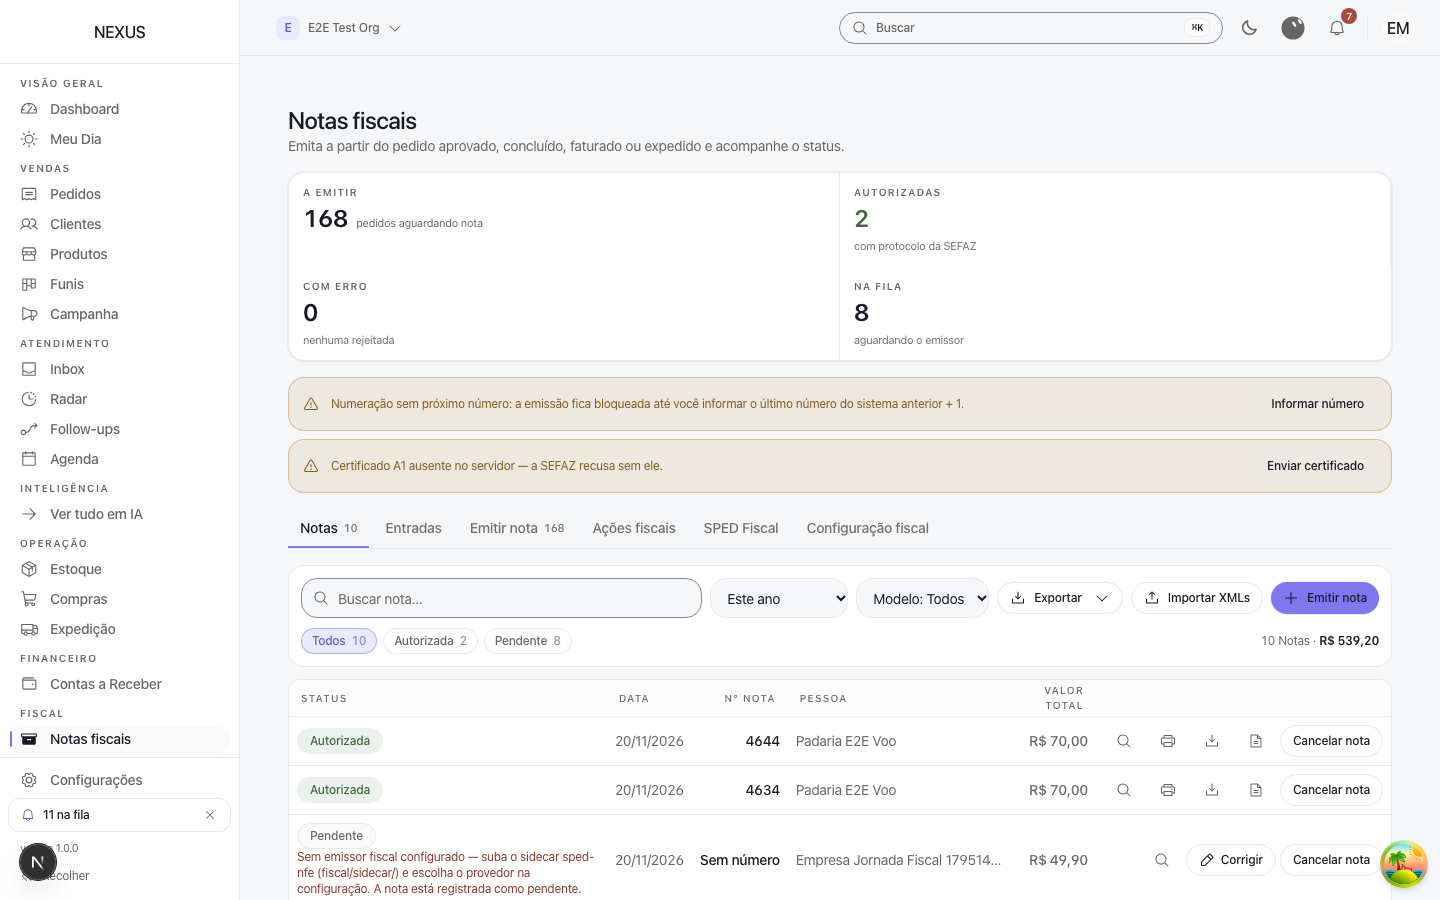 NEXUS
E
E2E Test Org
Buscar
⌘K
7
EM
VISÃO GERAL
Dashboard
Meu Dia
VENDAS
Pedidos
Clientes
Produtos
Funis
Campanha
ATENDIMENTO
Inbox
Radar
Follow-ups
Agenda
INTELIGÊNCIA
Ver tudo em IA
OPERAÇÃO
Estoque
Compras
Expedição
FINANCEIRO
Contas a Receber
FISCAL
Notas fiscais
Configurações
11 na fila
1.0.0
N
Notas fiscais
Emita a partir do pedido aprovado, concluído, faturado ou expedido e acompanhe o status.
A EMITIR
168 pedidos aguardando nota
AUTORIZADAS
2
com protocolo da SEFAZ
COM ERRO
0
nenhuma rejeitada
NA FILA
8
aguardando o emissor
Numeração sem próximo número: a emissão fica bloqueada até você informar o último número do sistema anterior + 1.
Informar número
Certificado A1 ausente no servidor — a SEFAZ recusa sem ele.
Enviar certificado
Notas 10 Entradas Emitir nota 168 Ações fiscais SPED Fiscal Configuração fiscal
Buscar nota...
Este ano
Modelo: Todos
Exportar
Importar XMLs
Emitir nota
Todos 10 Autorizada 2 Pendente 8
10 Notas · R$ 539,20
STATUS DATA Nº NOTA PESSOA VALOR TOTAL
Autorizada 20/11/2026 4644 Padaria E2E Voo R$ 70,00 Cancelar nota
Autorizada 20/11/2026 4634 Padaria E2E Voo R$ 70,00 Cancelar nota
Pendente
Sem emissor fiscal configurado — suba o sidecar sped-
nfe (fiscal/sidecar/) e escolha o provedor na
configuração. A nota está registrada como pendente.
20/11/2026 Sem número Empresa Jornada Fiscal 179514... R$ 49,90 Corrigir Cancelar nota